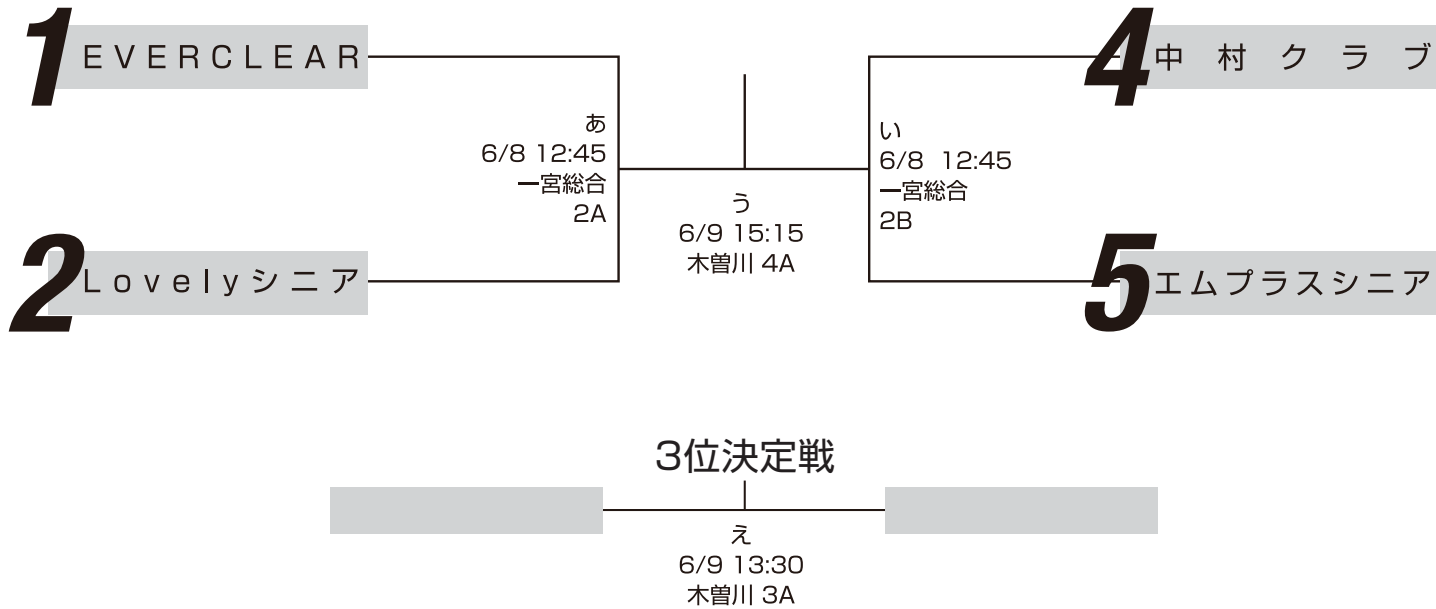 1 EVERCLEAR
あ
6/8 12:45
一宮総合
2A
2 Lovelyシニア
う
6/9 15:15
木曽川 4A
4 中村クラブ
い
6/8 12:45
一宮総合
2B
5 エムプラスシニア
3位決定戦
え
6/9 13:30
木曽川 3A